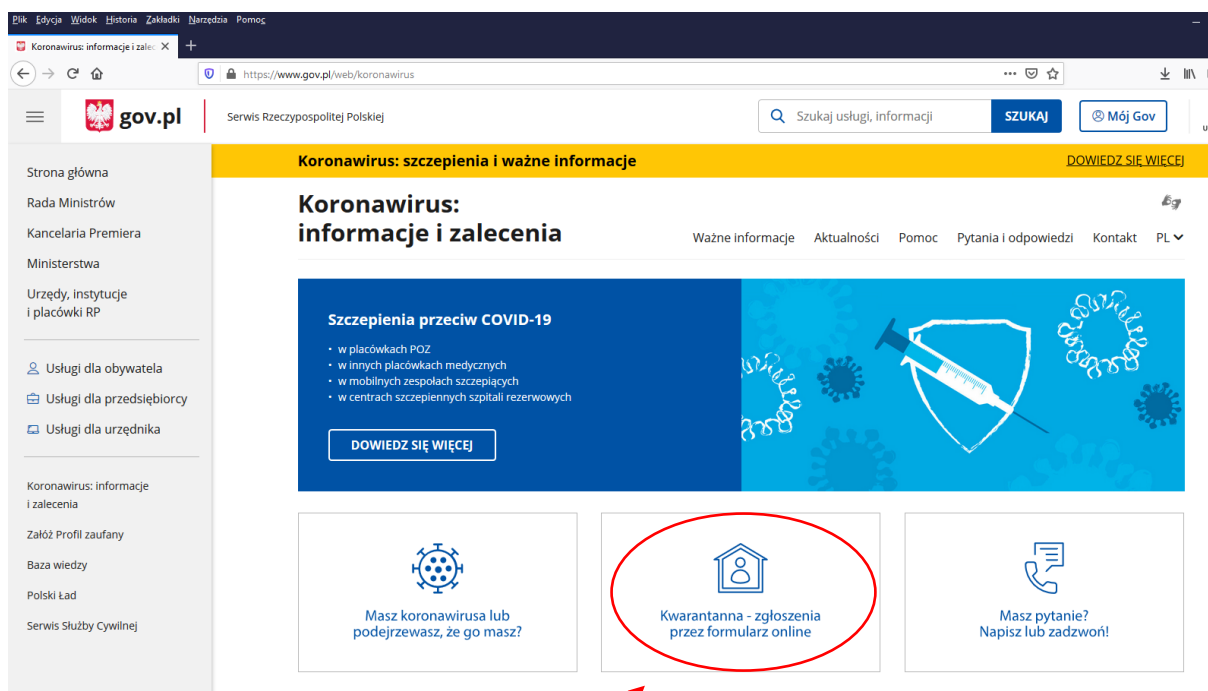 Plik Edycja Widok Historia Zakładki Narzędzia Pomoc
Koronawirus: informacje i zalec
https://www.gov.pl/web/koronawirus
gov.pl
Serwis Rzeczypospolitej Polskiej
Szukaj usługi, informacji
SZUKAJ
Mój Gov
Strona główna
Rada Ministrów
Kancelaria Premiera
Ministerstwa
Urzędy, instytucje
i placówki RP
Usługi dla obywatela
Usługi dla przedsiębiorcy
Usługi dla urzędnika
Koronawirus: informacje
i zalecenia
Załóż Profil zaufany
Baza wiedzy
Polski Ład
Serwis Służby Cywilnej
Koronawirus: szczepienia i ważne informacje
DOWIEDZ SIĘ WIĘCEJ
Koronawirus:
informacje i zalecenia
Ważne informacje Aktualności Pomoc Pytania i odpowiedzi Kontakt PL
Szczepienia przeciw COVID-19
• w placówkach POZ
• w innych placówkach medycznych
• w mobilnych zespołach szczepiących
• w centrach szczepiennych szpitali rezerwowych
DOWIEDZ SIĘ WIĘCEJ
Masz koronawirusa lub
podejrzewasz, że go masz?
Kwarantanna - zgłoszenia
przez formularz online
Masz pytanie?
Napisz lub zadzwoń!